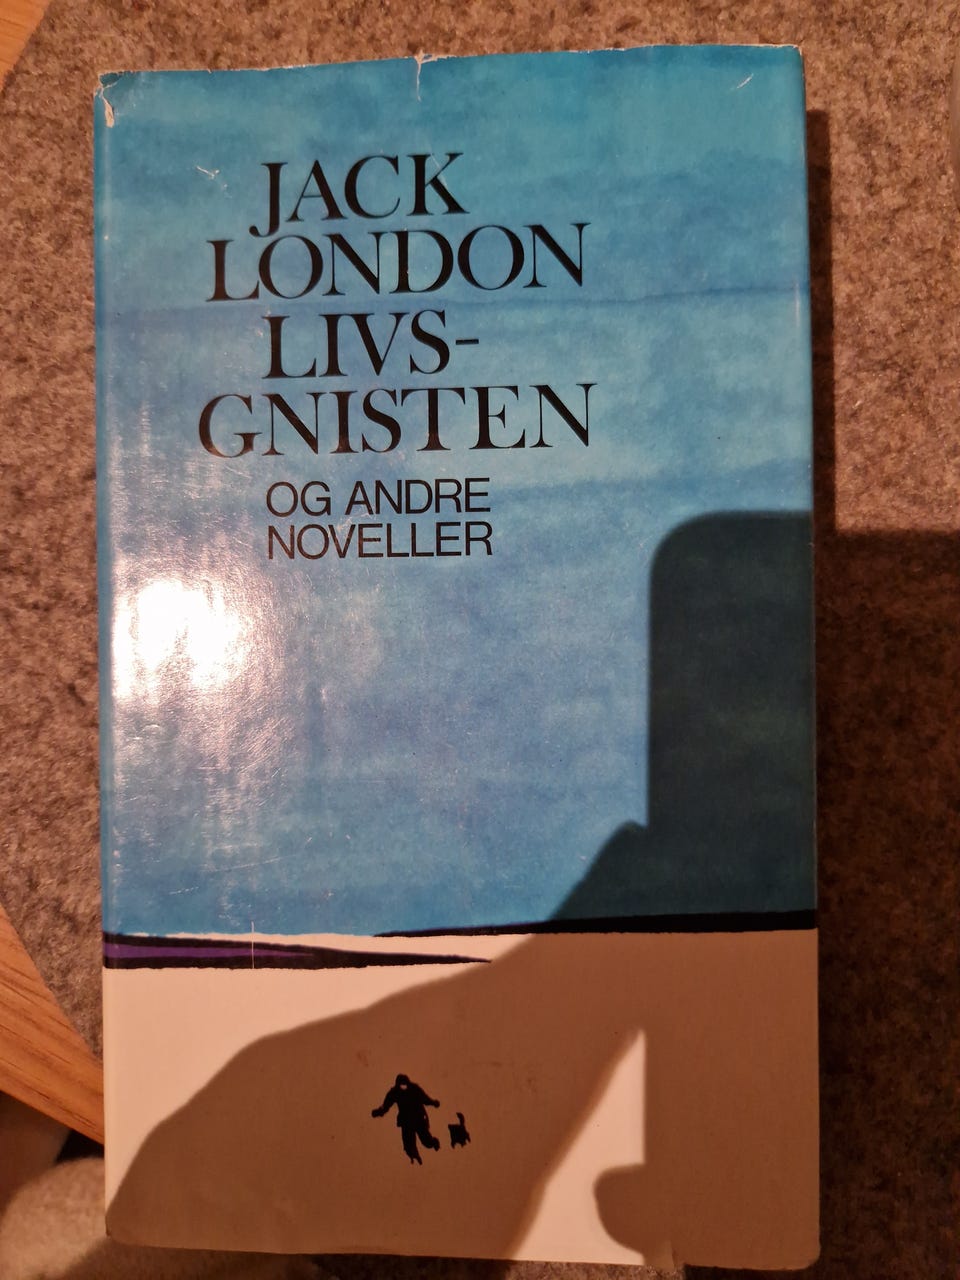 JACK
LONDON
LIVS-
GNISTEN
OG ANDRE
NOVELLER